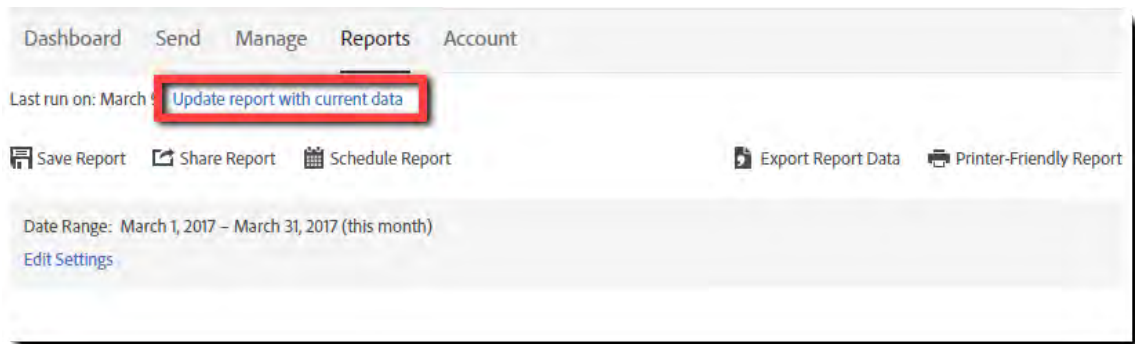 Dashboard Send Manage Reports Account
Last run on: March 9 Update report with current data
Save Report Share Report Schedule Report Export Report Data Printer-Friendly Report
Date Range: March 1, 2017 – March 31, 2017 (this month)
Edit Settings